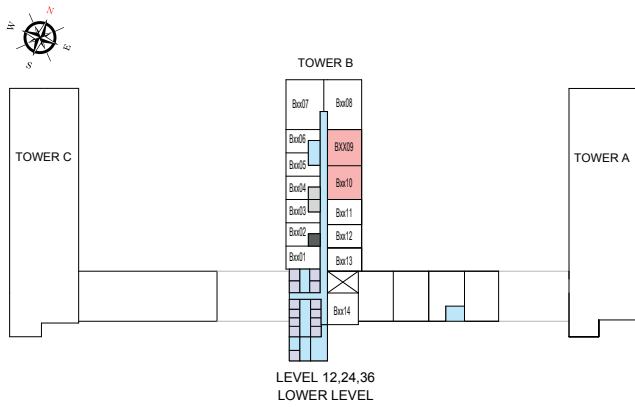 N
W
E
S
TOWER B
Bxx07
Bxx08
Bxx06
BXX09
Bxx05
TOWER C
TOWER A
Bxx04
Bxx10
Bxx03
Bxx11
Bxx02
Bxx12
Bxx01
Bxx13
Bxx14
LEVEL 12,24,36
LOWER LEVEL